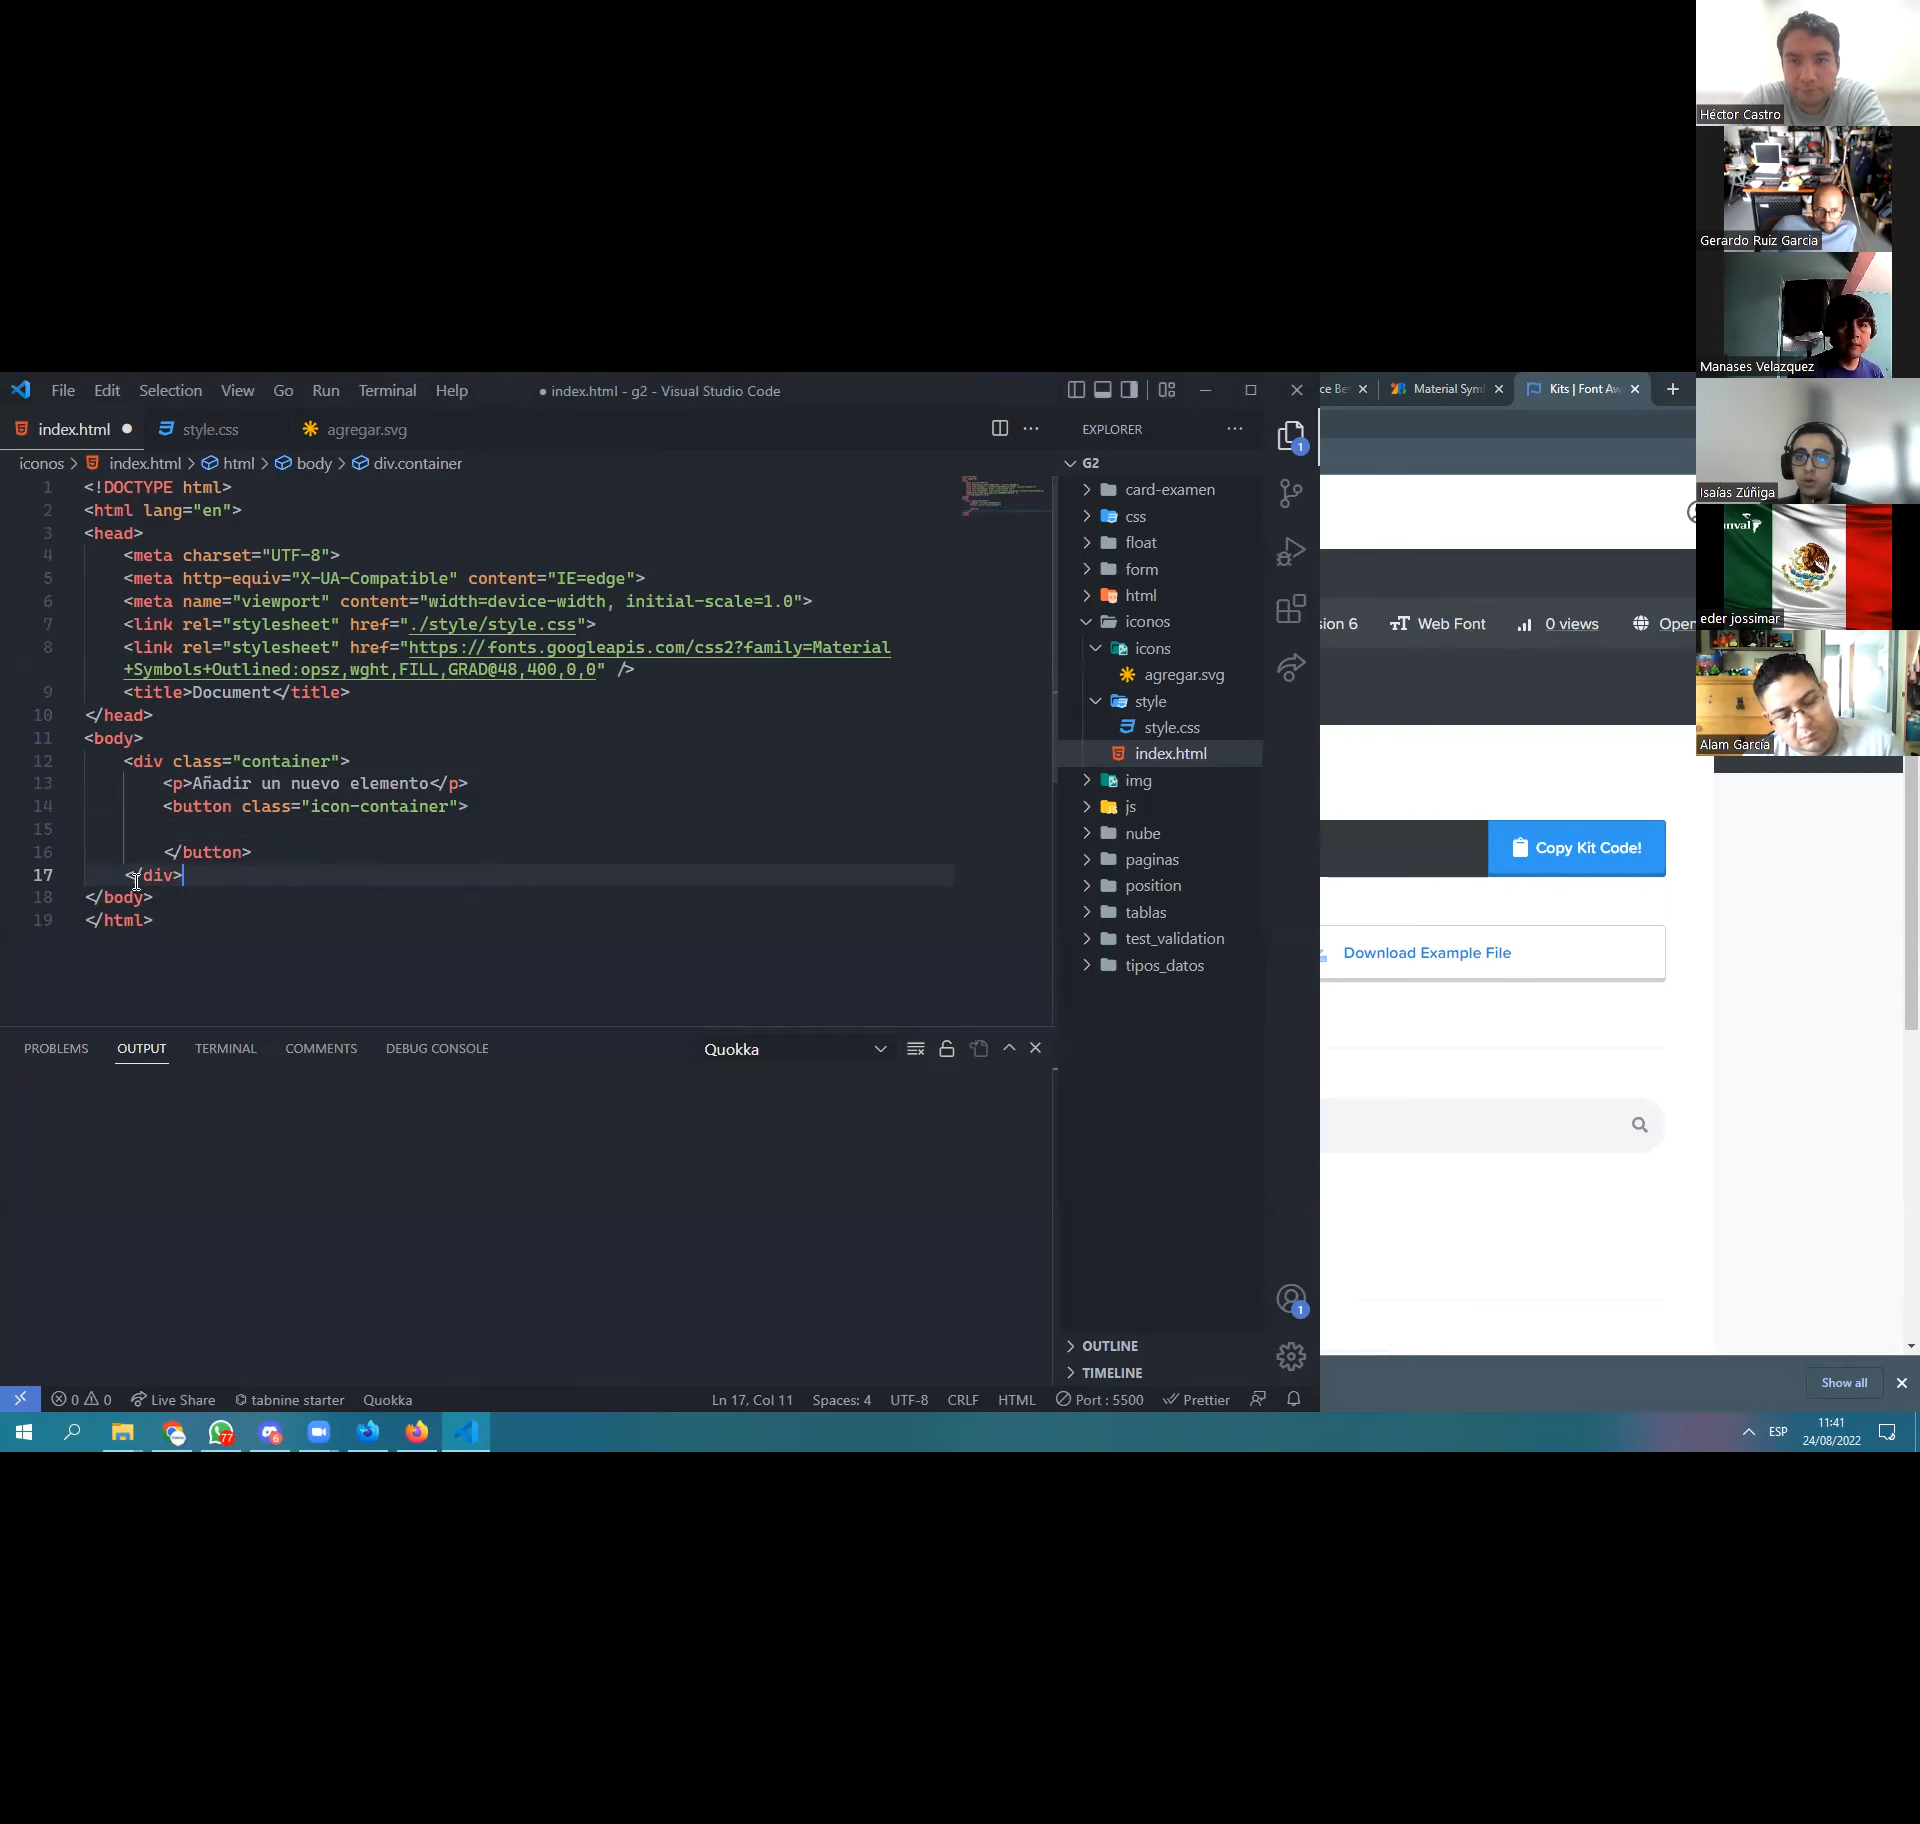 Héctor Castro
Gerardo Ruiz Garcia
Manases Velazquez
Isaías Zúñiga
eder jossimar
Alam García
File Edit Selection View Go Run Terminal Help
● index.html - g2 - Visual Studio Code
index.html ● style.css agregar.svg
iconos > index.html > html > body > div.container
1 <!DOCTYPE html>
2 <html lang="en">
3 <head>
4 <meta charset="UTF-8">
5 <meta http-equiv="X-UA-Compatible" content="IE=edge">
6 <meta name="viewport" content="width=device-width, initial-scale=1.0">
7 <link rel="stylesheet" href="./style/style.css">
8 <link rel="stylesheet" href="https://fonts.googleapis.com/css2?family=Material
+Symbols+Outlined:opsz,wght,FILL,GRAD@48,400,0,0" />
9 <title>Document</title>
10 </head>
11 <body>
12 <div class="container">
13 <p>Añadir un nuevo elemento</p>
14 <button class="icon-container">
15
16 </button>
17 </div>
18 </body>
19 </html>
EXPLORER
G2
card-examen
css
float
form
html
iconos
icons
agregar.svg
style
style.css
index.html
img
js
nube
paginas
position
tablas
test_validation
tipos_datos
OUTLINE
TIMELINE
1
1
PROBLEMS OUTPUT TERMINAL COMMENTS DEBUG CONSOLE
Quokka
0 0 Live Share tabnine starter Quokka
Ln 17, Col 11 Spaces: 4 UTF-8 CRLF HTML Port : 5500 Prettier
Material Sym
Kits | Font Aw
sion 6 Web Font 0 views Open
Copy Kit Code!
Download Example File
Show all
77 6
ESP
11:41
24/08/2022